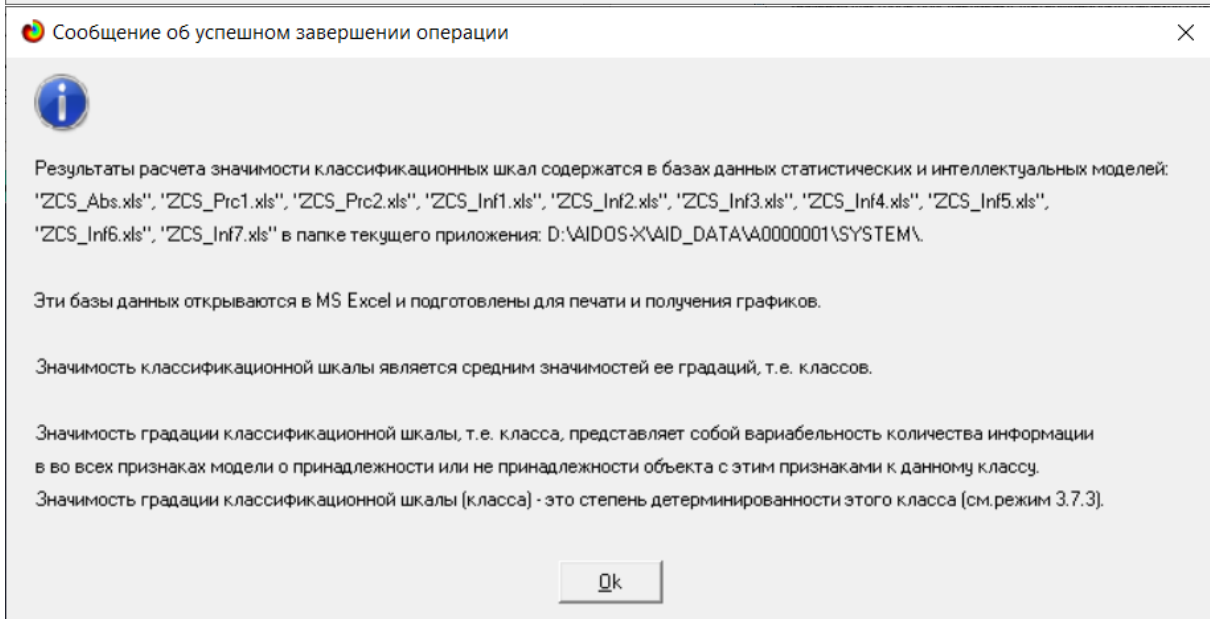 Сообщение об успешном завершении операции
Результаты расчета значимости классификационных шкал содержатся в базах данных статистических и интеллектуальных моделей:
"ZCS_Abs.xls", "ZCS_Prc1.xls", "ZCS_Prc2.xls", "ZCS_Inf1.xls", "ZCS_Inf2.xls", "ZCS_Inf3.xls", "ZCS_Inf4.xls", "ZCS_Inf5.xls",
"ZCS_Inf6.xls", "ZCS_Inf7.xls" в папке текущего приложения: D:\AIDOS-X\AID_DATA\A0000001\SYSTEM\.
Эти базы данных открываются в MS Excel и подготовлены для печати и получения графиков.
Значимость классификационной шкалы является средним значимостей ее градаций, т.е. классов.
Значимость градации классификационной шкалы, т.е. класса, представляет собой вариабельность количества информации
в во всех признаках модели о принадлежности или не принадлежности объекта с этим признаками к данному классу.
Значимость градации классификационной шкалы (класса) - это степень детерминированности этого класса (см.режим 3.7.3).
Ok